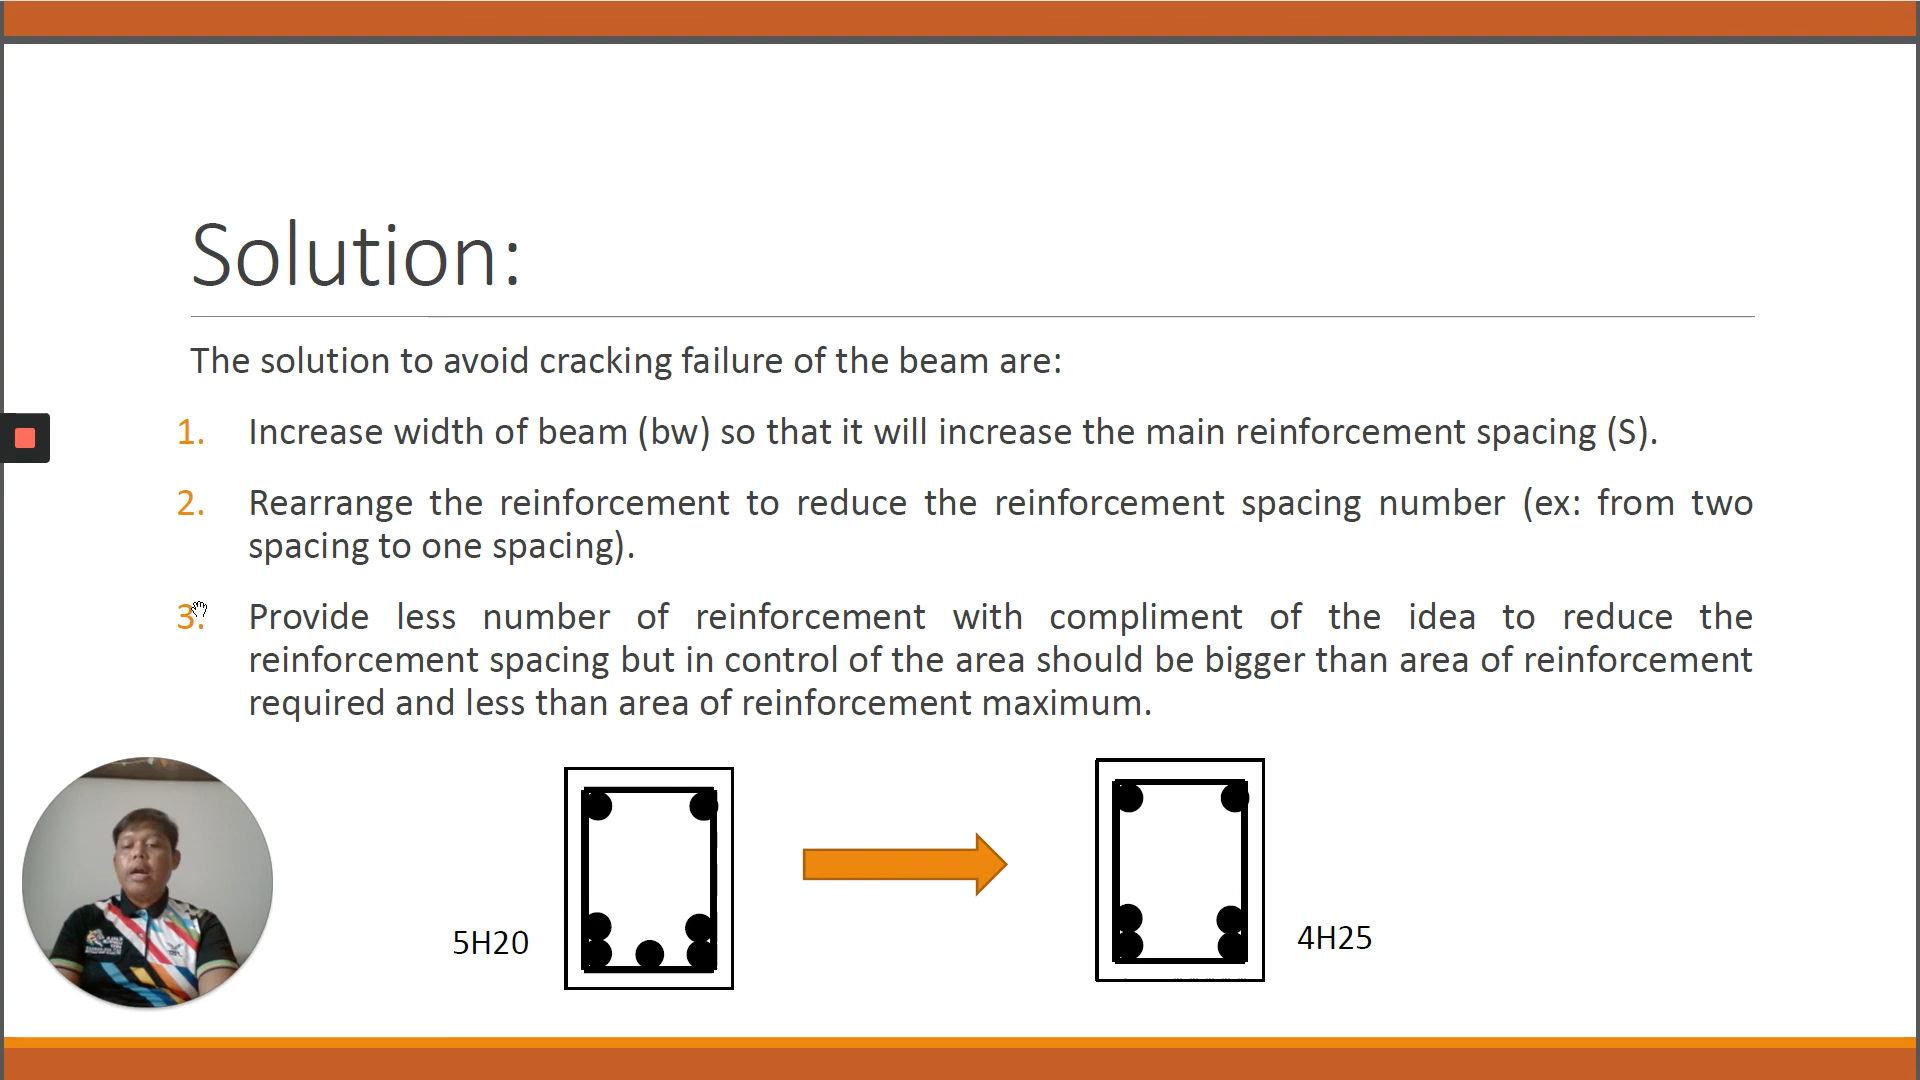 Solution:
The solution to avoid cracking failure of the beam are:
1. Increase width of beam (bw) so that it will increase the main reinforcement spacing (S).
2. Rearrange the reinforcement to reduce the reinforcement spacing number (ex: from two
spacing to one spacing).
3. Provide less number of reinforcement with compliment of the idea to reduce the
reinforcement spacing but in control of the area should be bigger than area of reinforcement
required and less than area of reinforcement maximum.
5H20
4H25